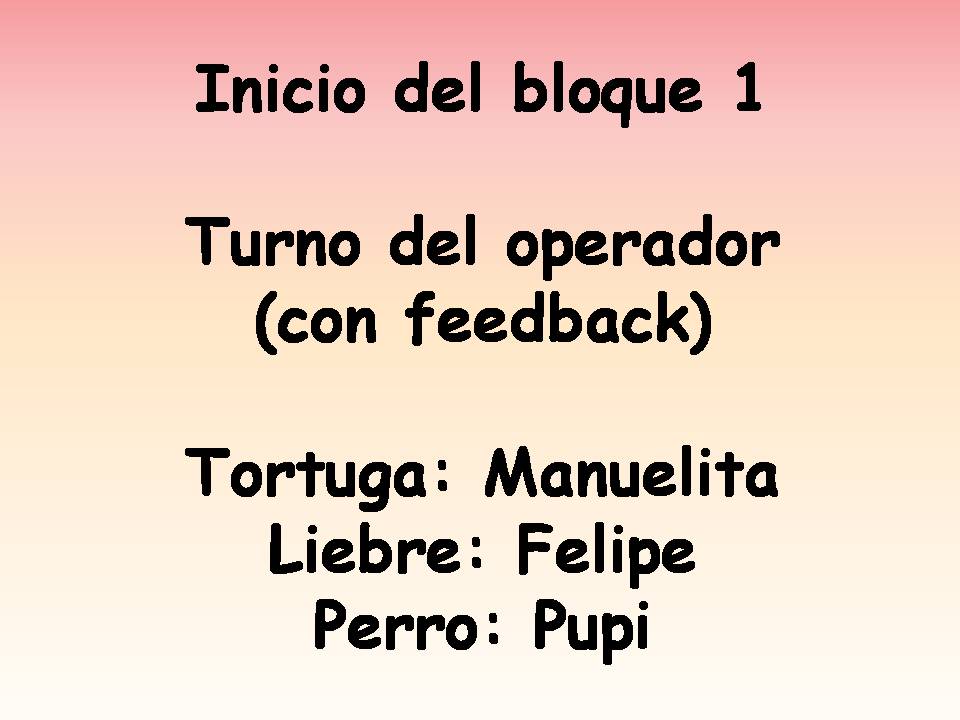 Inicio del bloque 1
Turno del operador
(con feedback)
Tortuga: Manuelita
Liebre: Felipe
Perro: Pupi